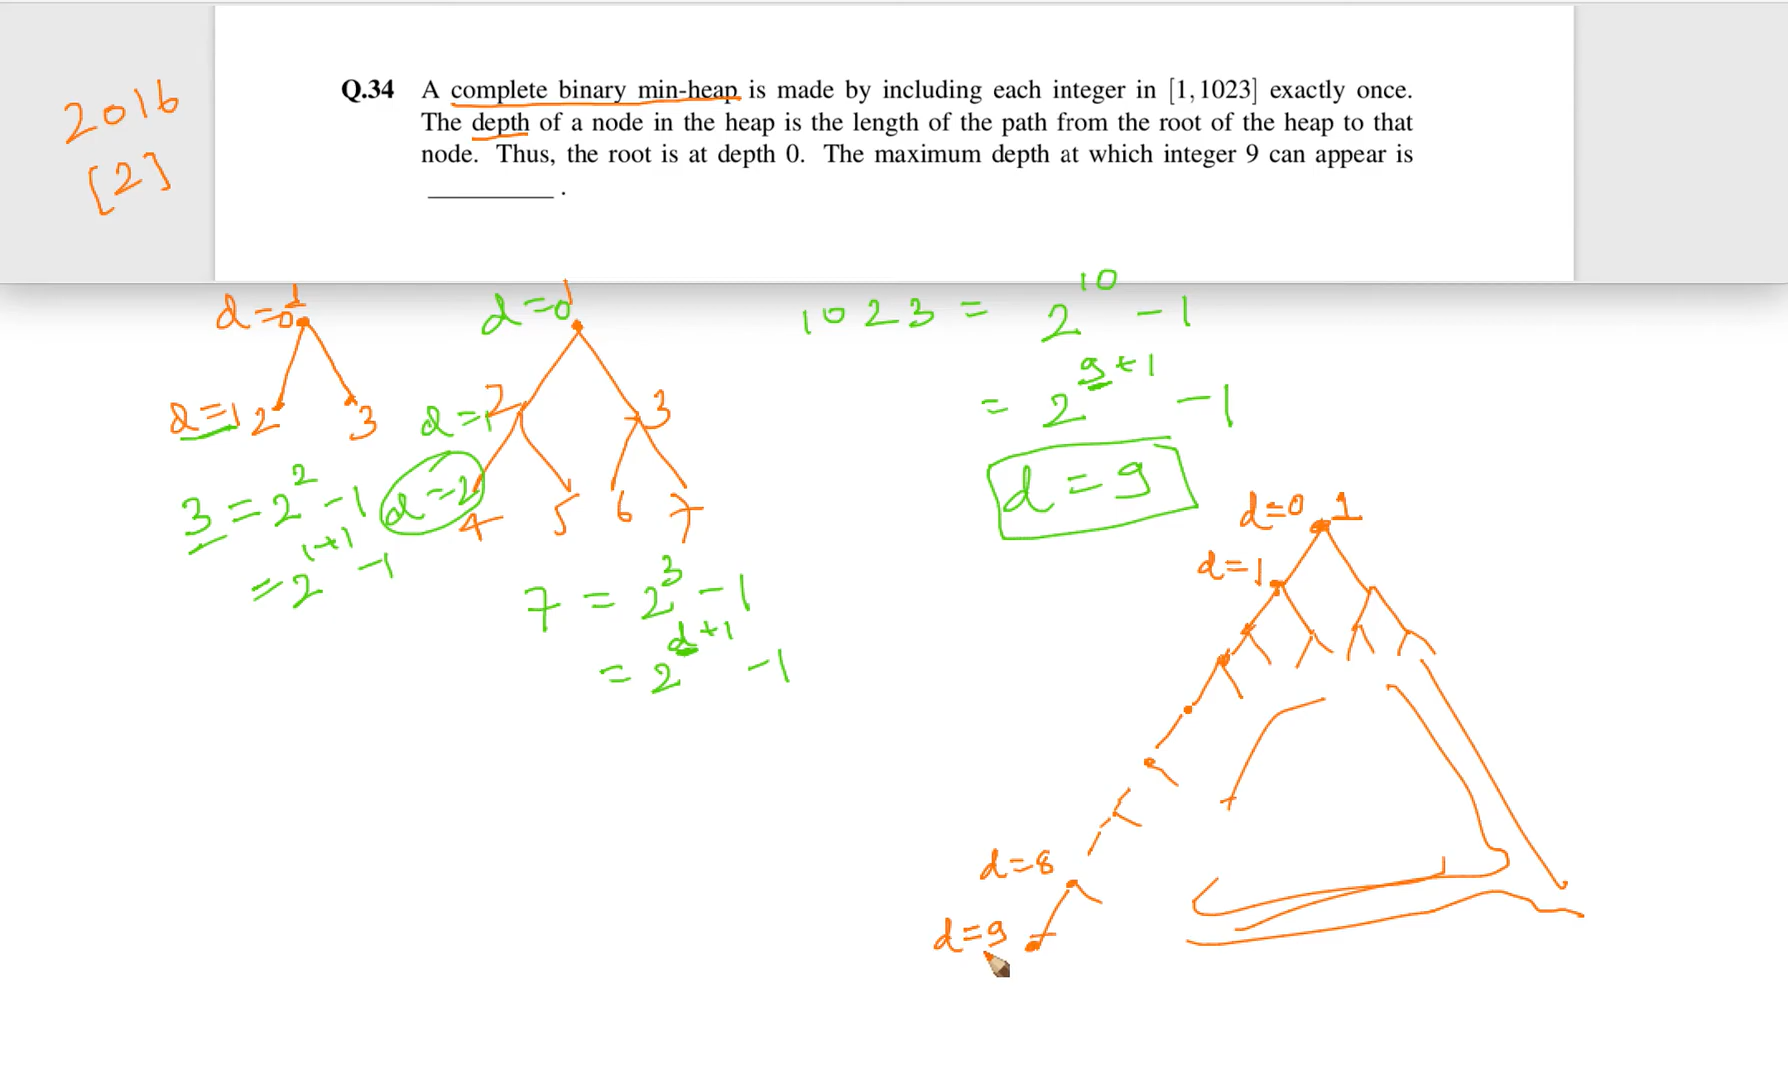 2016
[2]
Q.34 A complete binary min-heap is made by including each integer in [1, 1023] exactly once.
The depth of a node in the heap is the length of the path from the root of the heap to that
node. Thus, the root is at depth 0. The maximum depth at which integer 9 can appear is
__________ .
d=0 1
d=1 2 3
3 = 2^2 - 1
= 2^{1+1} - 1
d=0 1
d=1 2 3
d=2
4 5 6 7
7 = 2^3 - 1
= 2^{d+1} - 1
1023 = 2^{10} - 1
= 2^{9+1} - 1
d = 9
d=0 1
d=1
d=8
d=9